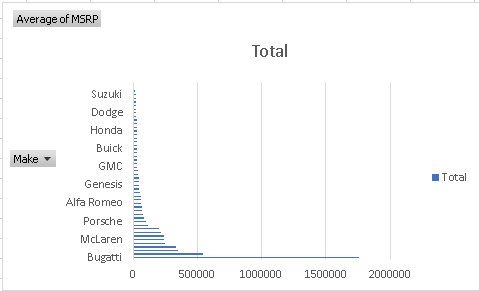 Average of MSRP
Total
Suzuki
Dodge
Honda
Buick
GMC
Genesis
Alfa Romeo
Porsche
McLaren
Bugatti
Make
Total
0 500000 1000000 1500000 2000000